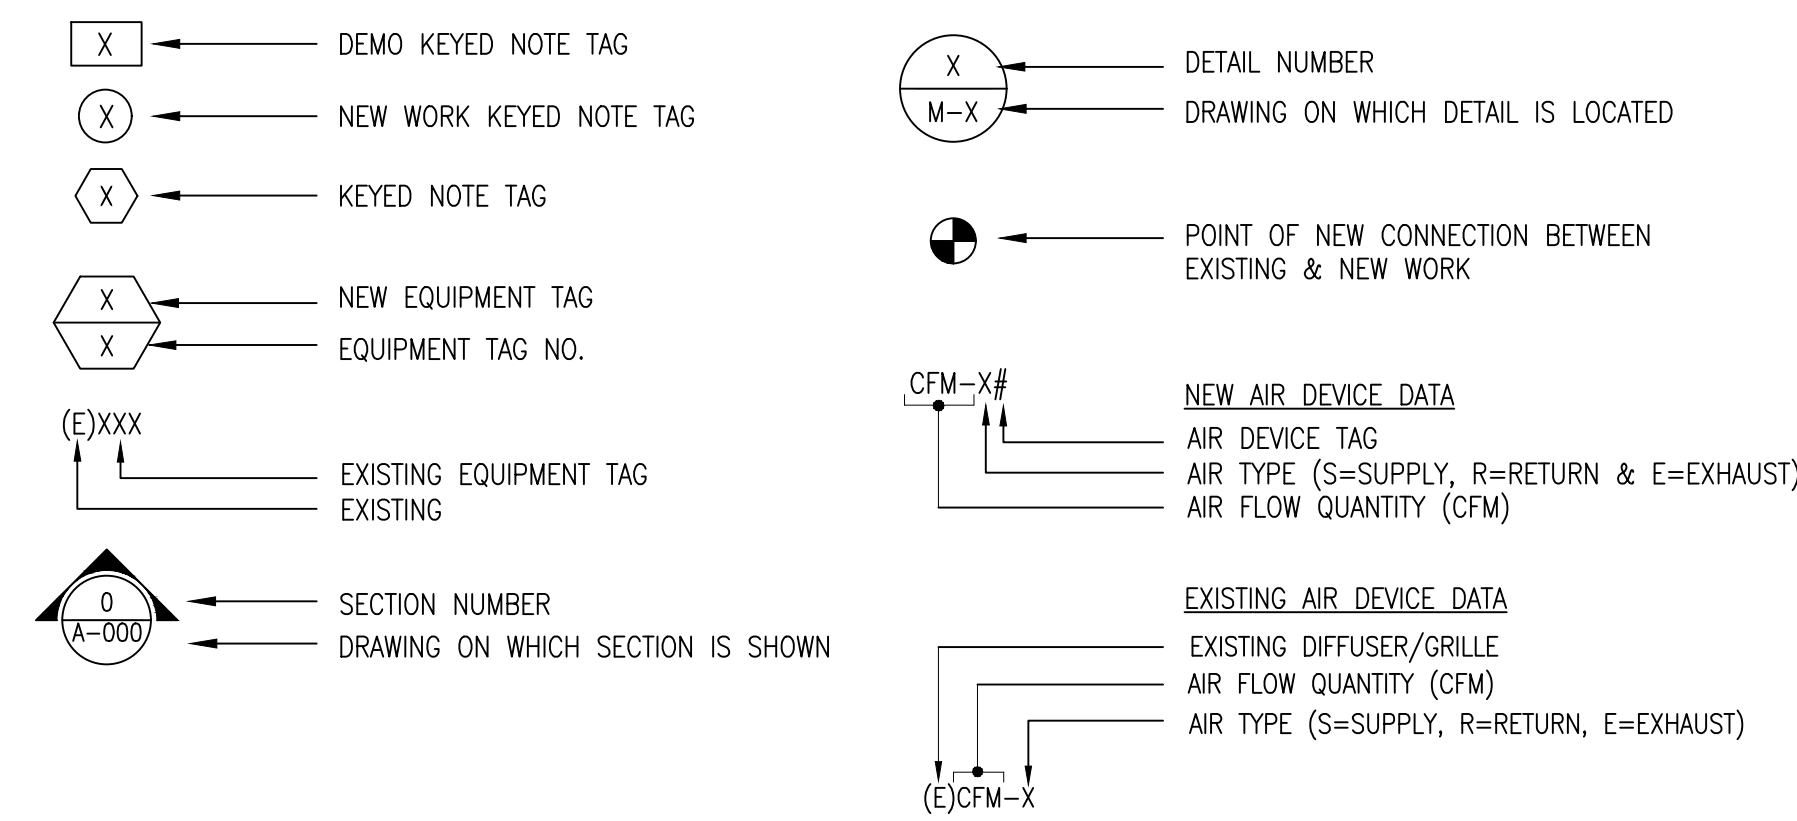 X DEMO KEYED NOTE TAG
X NEW WORK KEYED NOTE TAG
X KEYED NOTE TAG
X NEW EQUIPMENT TAG
X EQUIPMENT TAG NO.
(E)XXX
EXISTING EQUIPMENT TAG
EXISTING
0 SECTION NUMBER
A-000 DRAWING ON WHICH SECTION IS SHOWN
X DETAIL NUMBER
M-X DRAWING ON WHICH DETAIL IS LOCATED
POINT OF NEW CONNECTION BETWEEN
EXISTING & NEW WORK
CFM-X#
NEW AIR DEVICE DATA
AIR DEVICE TAG
AIR TYPE (S=SUPPLY, R=RETURN & E=EXHAUST)
AIR FLOW QUANTITY (CFM)
EXISTING AIR DEVICE DATA
EXISTING DIFFUSER/GRILLE
AIR FLOW QUANTITY (CFM)
AIR TYPE (S=SUPPLY, R=RETURN, E=EXHAUST)
(E)CFM-X